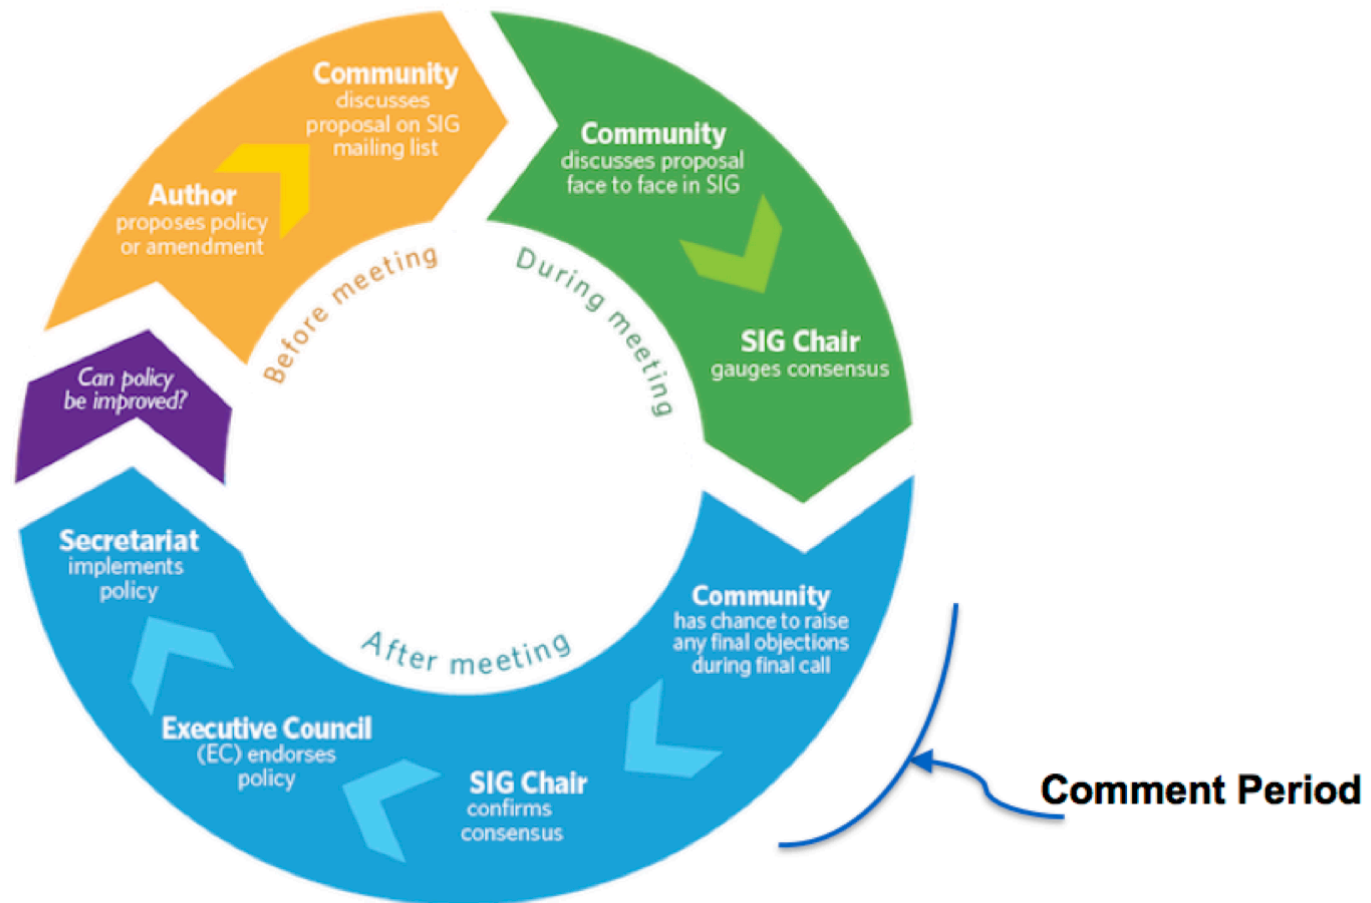 Author
proposes policy
or amendment
Community
discusses
proposal on SIG
mailing list
Before meeting
Community
discusses proposal
face to face in SIG
SIG Chair
gauges consensus
During meeting
Community
has chance to raise
any final objections
during final call
Comment Period
SIG Chair
confirms
consensus
Executive Council
(EC) endorses
policy
Secretariat
implements
policy
After meeting
Can policy
be improved?